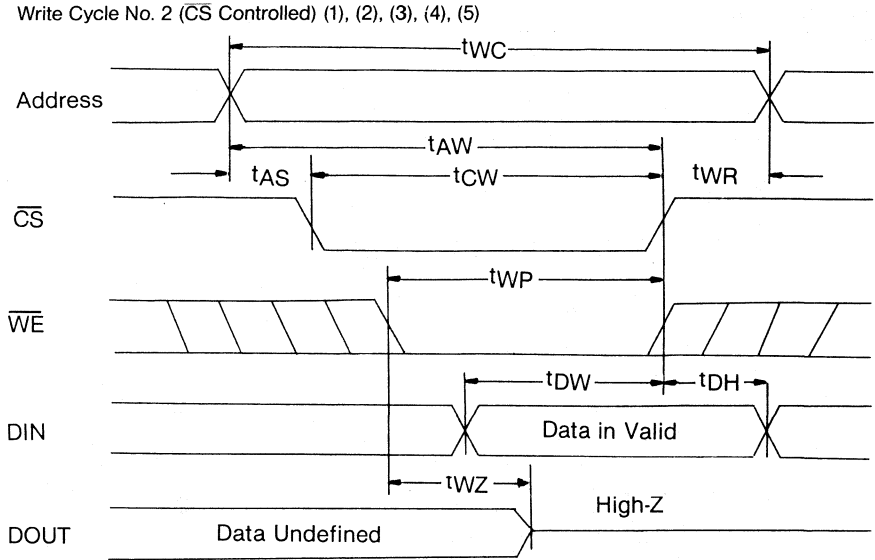 Write Cycle No. 2 (CS Controlled) (1), (2), (3), (4), (5)
tWC
Address
tAW
tAS
tCW
tWR
CS
tWP
WE
tDW
tDH
DIN
Data in Valid
tWZ
High-Z
DOUT
Data Undefined